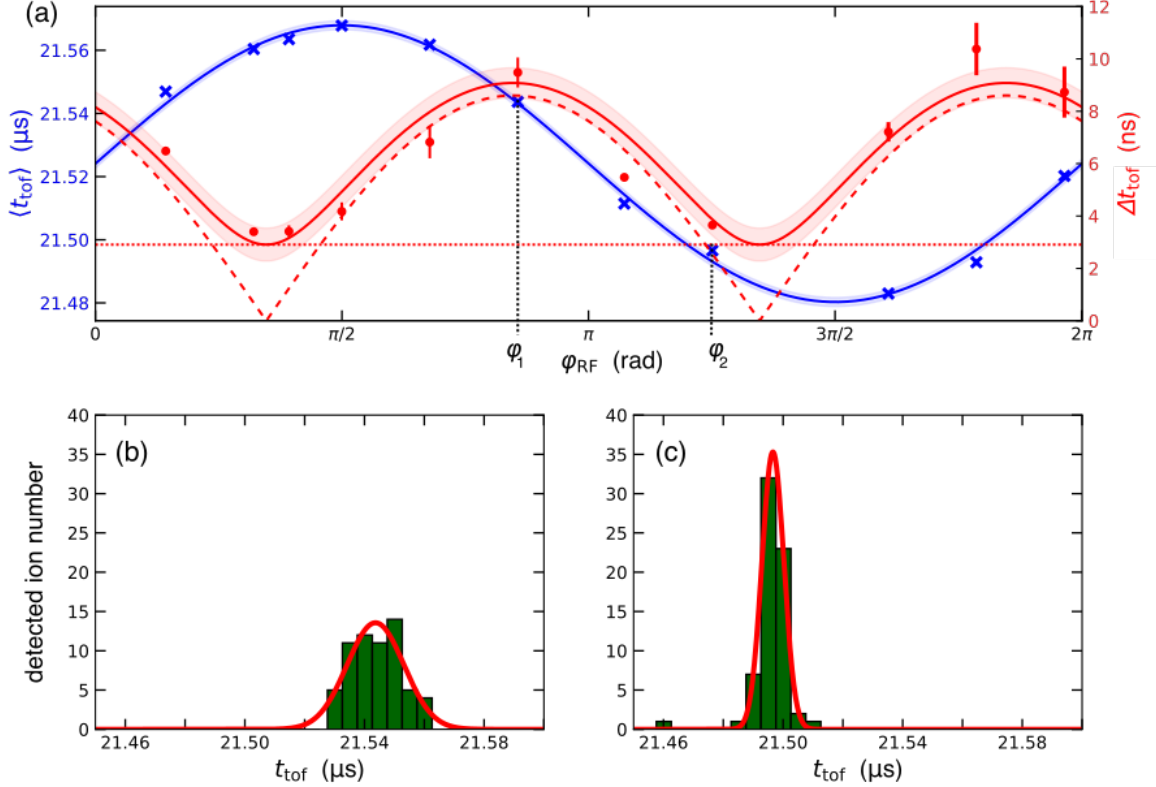 (a)
⟨t_tof⟩ (μs)
21.56
21.54
21.52
21.50
21.48
12
10
8
6
4
2
0
Δt_tof (ns)
0
π/2
π
3π/2
2π
φ₁
φ_RF (rad)
φ₂
(b)
detected ion number
40
35
30
25
20
15
10
5
0
21.46
21.50
21.54
21.58
t_tof (μs)
(c)
40
35
30
25
20
15
10
5
0
21.46
21.50
21.54
21.58
t_tof (μs)